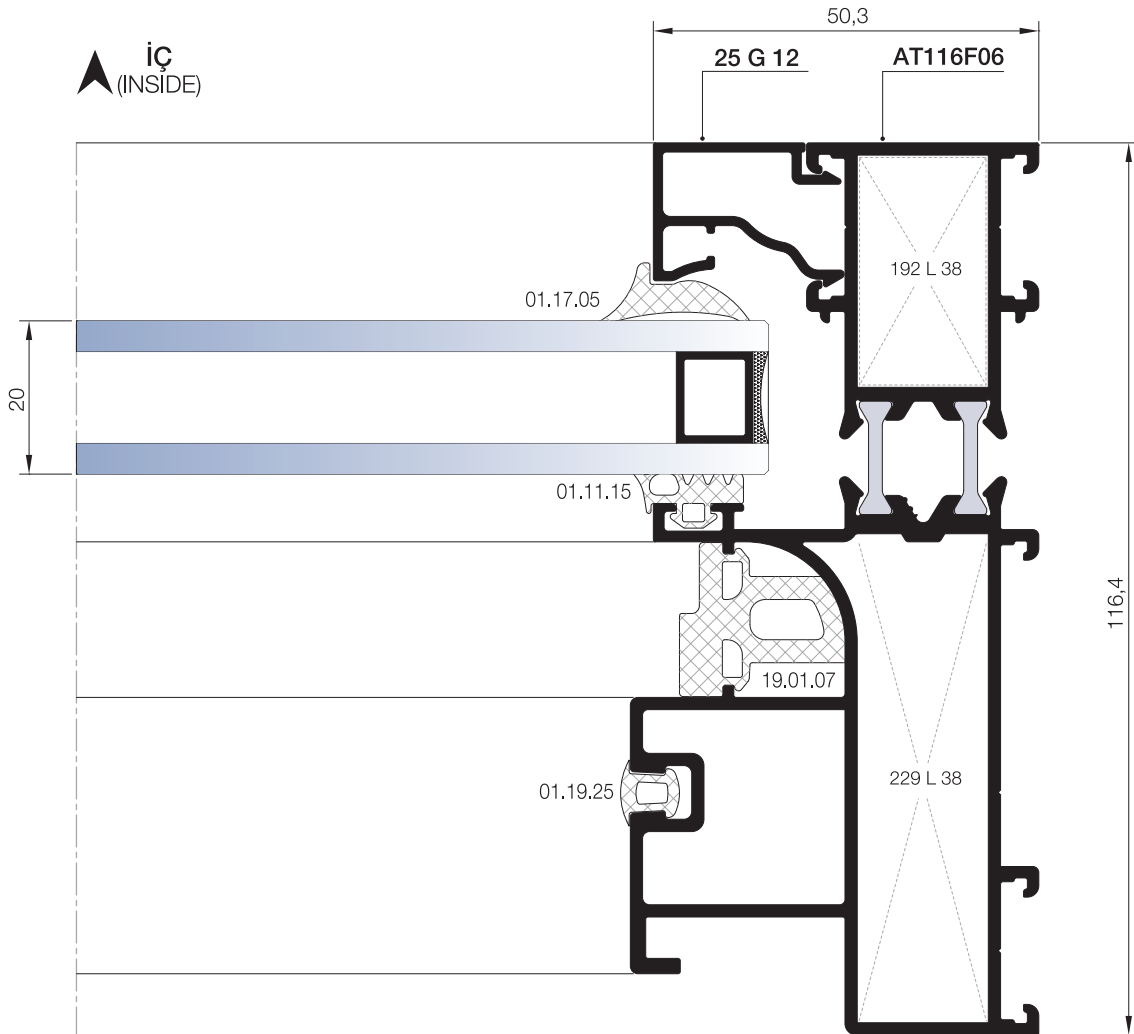 50,3
İÇ
(INSIDE)
25 G 12
AT116F06
192 L 38
01.17.05
20
01.11.15
116,4
19.01.07
229 L 38
01.19.25